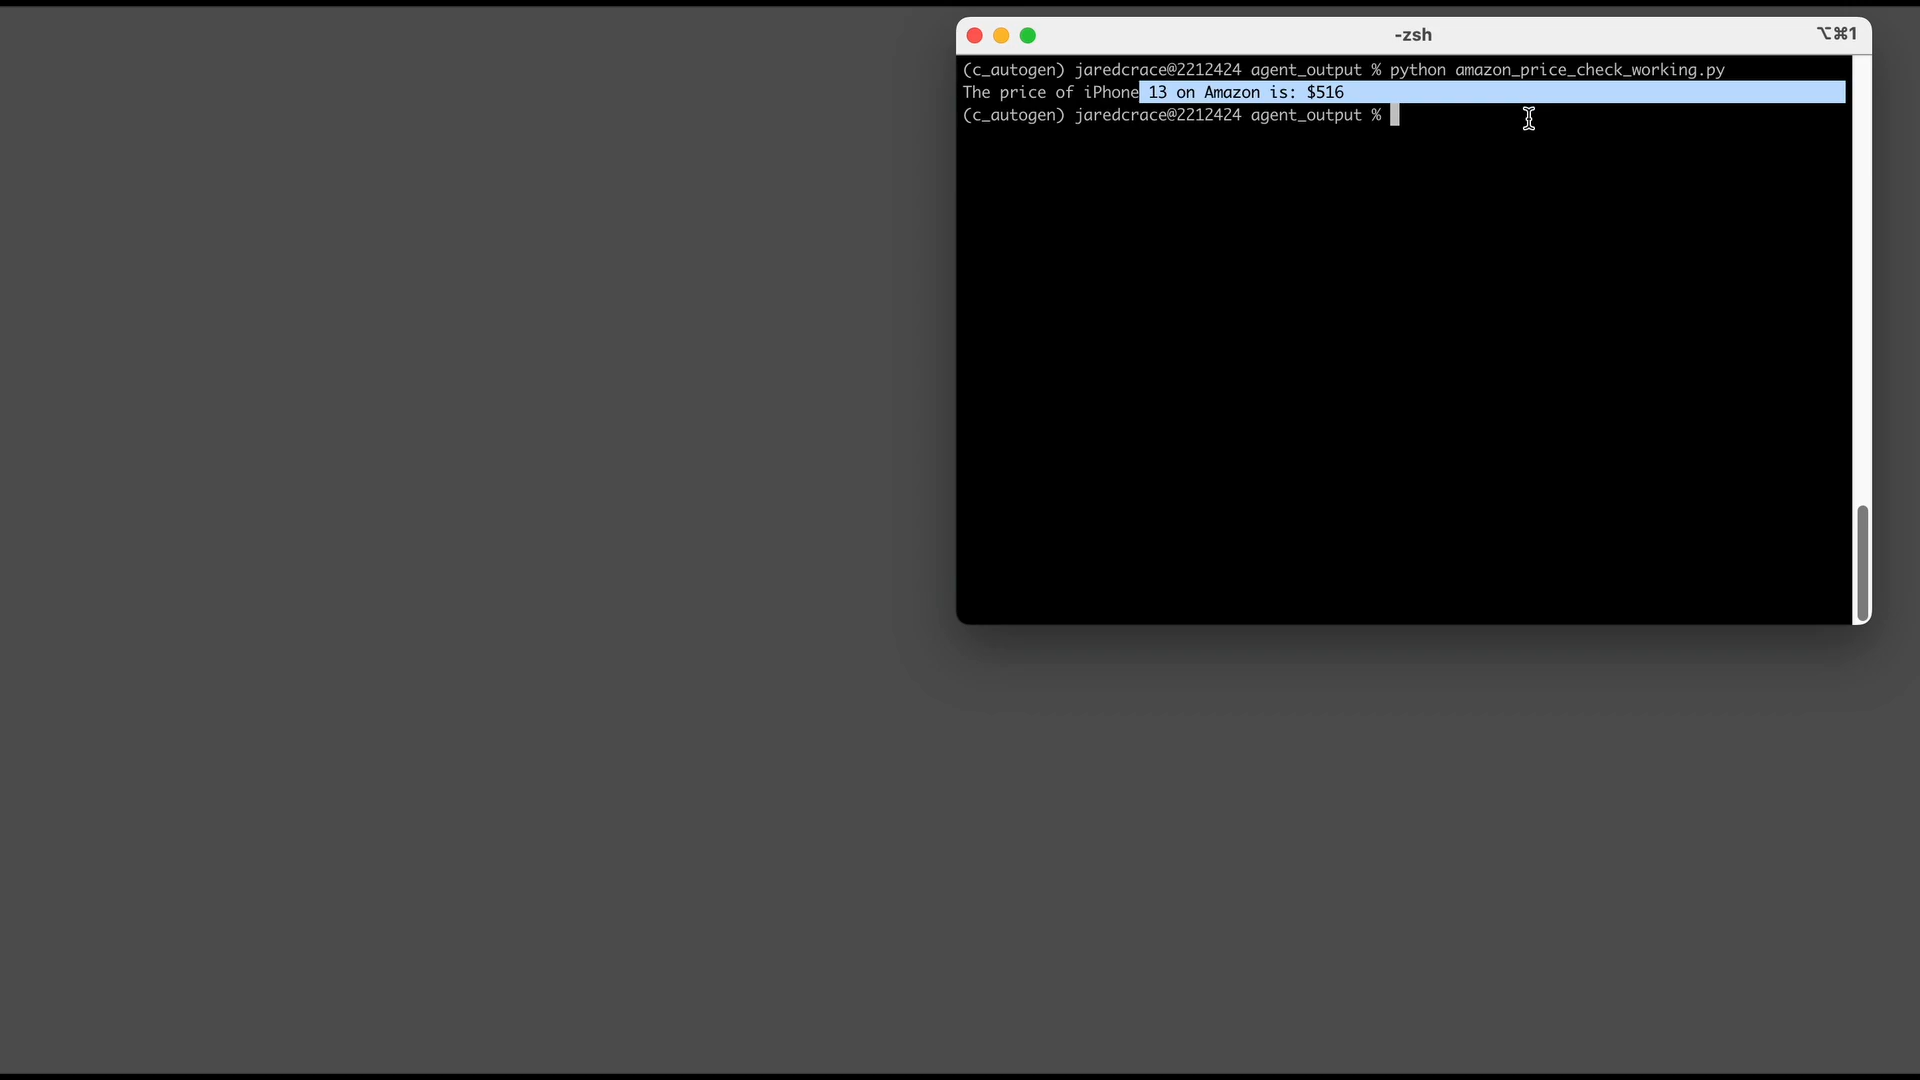 -zsh
⌥⌘1
(c_autogen) jaredcrace@2212424 agent_output % python amazon_price_check_working.py
The price of iPhone 13 on Amazon is: $516
(c_autogen) jaredcrace@2212424 agent_output %